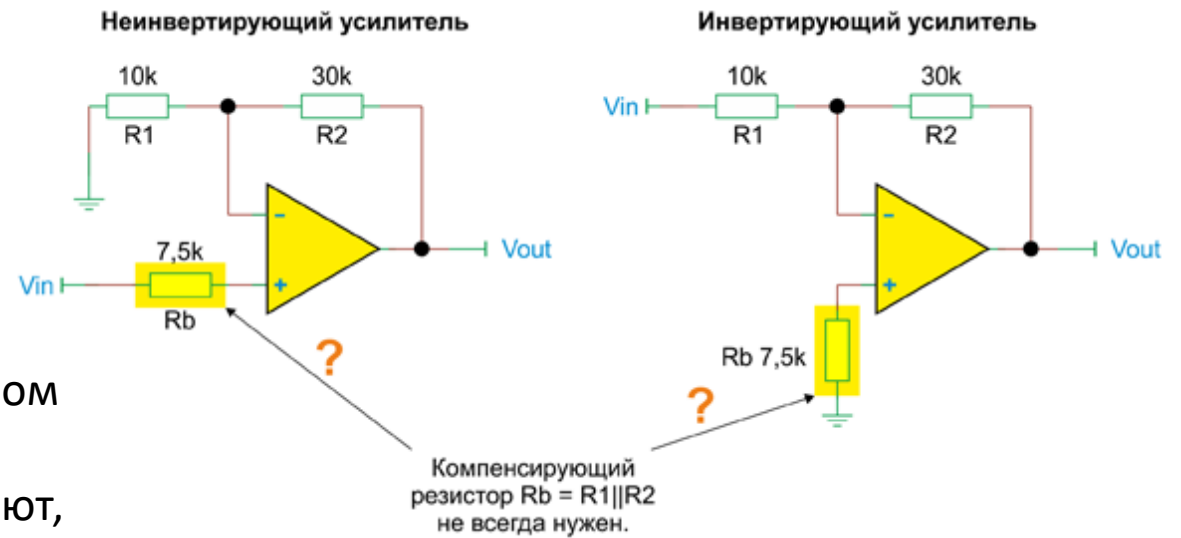 Неинвертирующий усилитель
10k
30k
R1
R2
-
+
7,5k
Vin
Rb
Vout
?
Инвертирующий усилитель
10k
30k
Vin
R1
R2
-
+
Vout
Rb 7,5k
?
ом
ют,
Компенсирующий
резистор Rb = R1||R2
не всегда нужен.